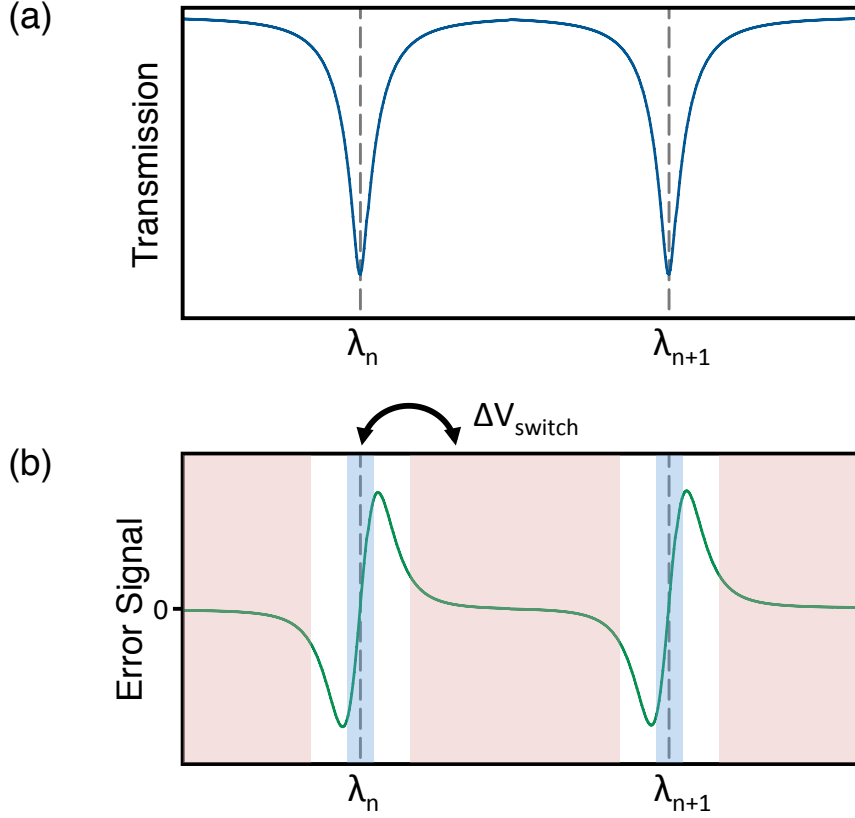 (a)
Transmission
λn
λn+1
ΔVswitch
(b)
Error Signal
0
λn
λn+1